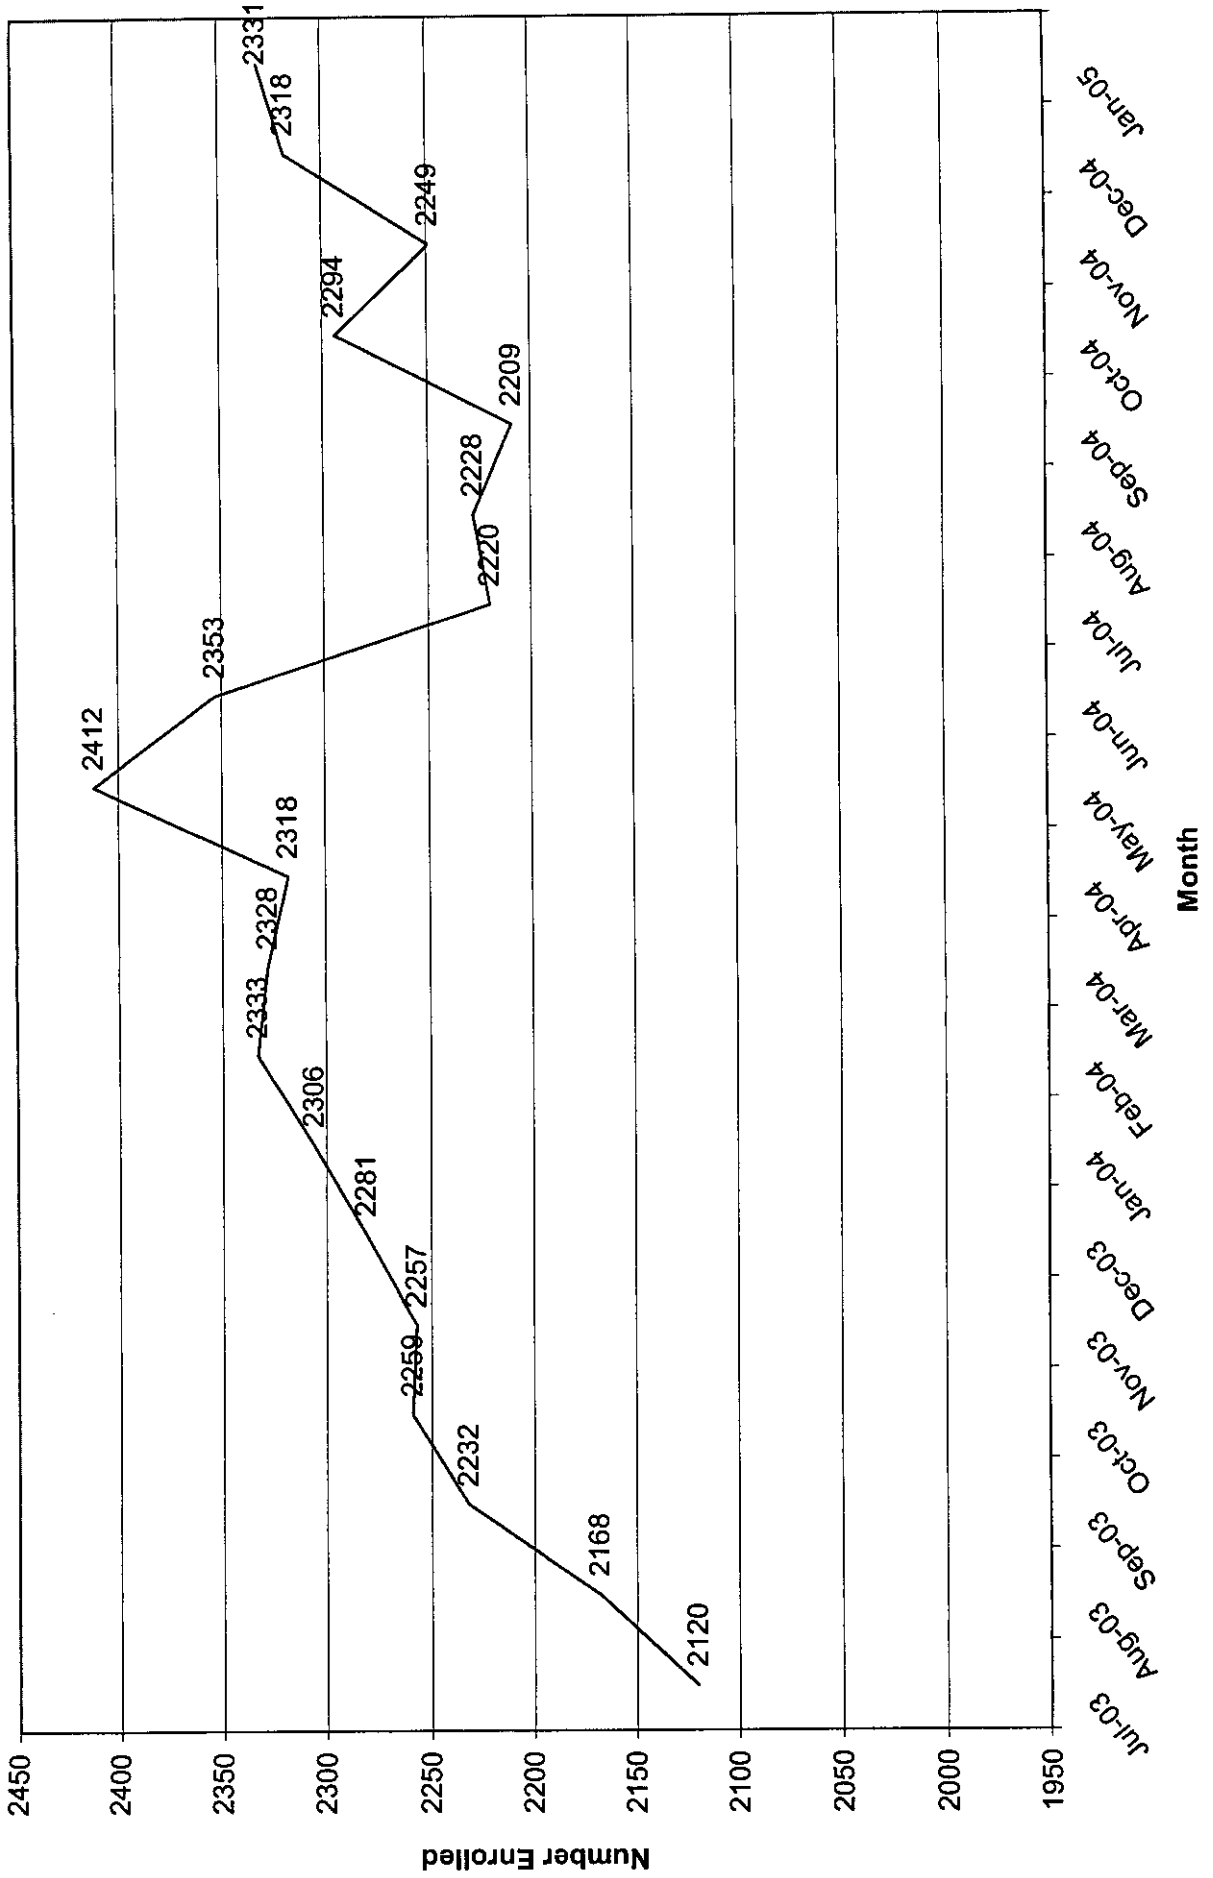 2450
2400
2350
2300
2250
2200
2150
2100
2050
2000
1950
Number Enrolled
2120
2168
2232
2259
2257
2281
2306
2333
2328
2318
2412
2353
2220
2228
2209
2294
2249
2318
2331
Jul-03
Aug-03
Sep-03
Oct-03
Nov-03
Dec-03
Jan-04
Feb-04
Mar-04
Apr-04
May-04
Jun-04
Jul-04
Aug-04
Sep-04
Oct-04
Nov-04
Dec-04
Jan-05
Month